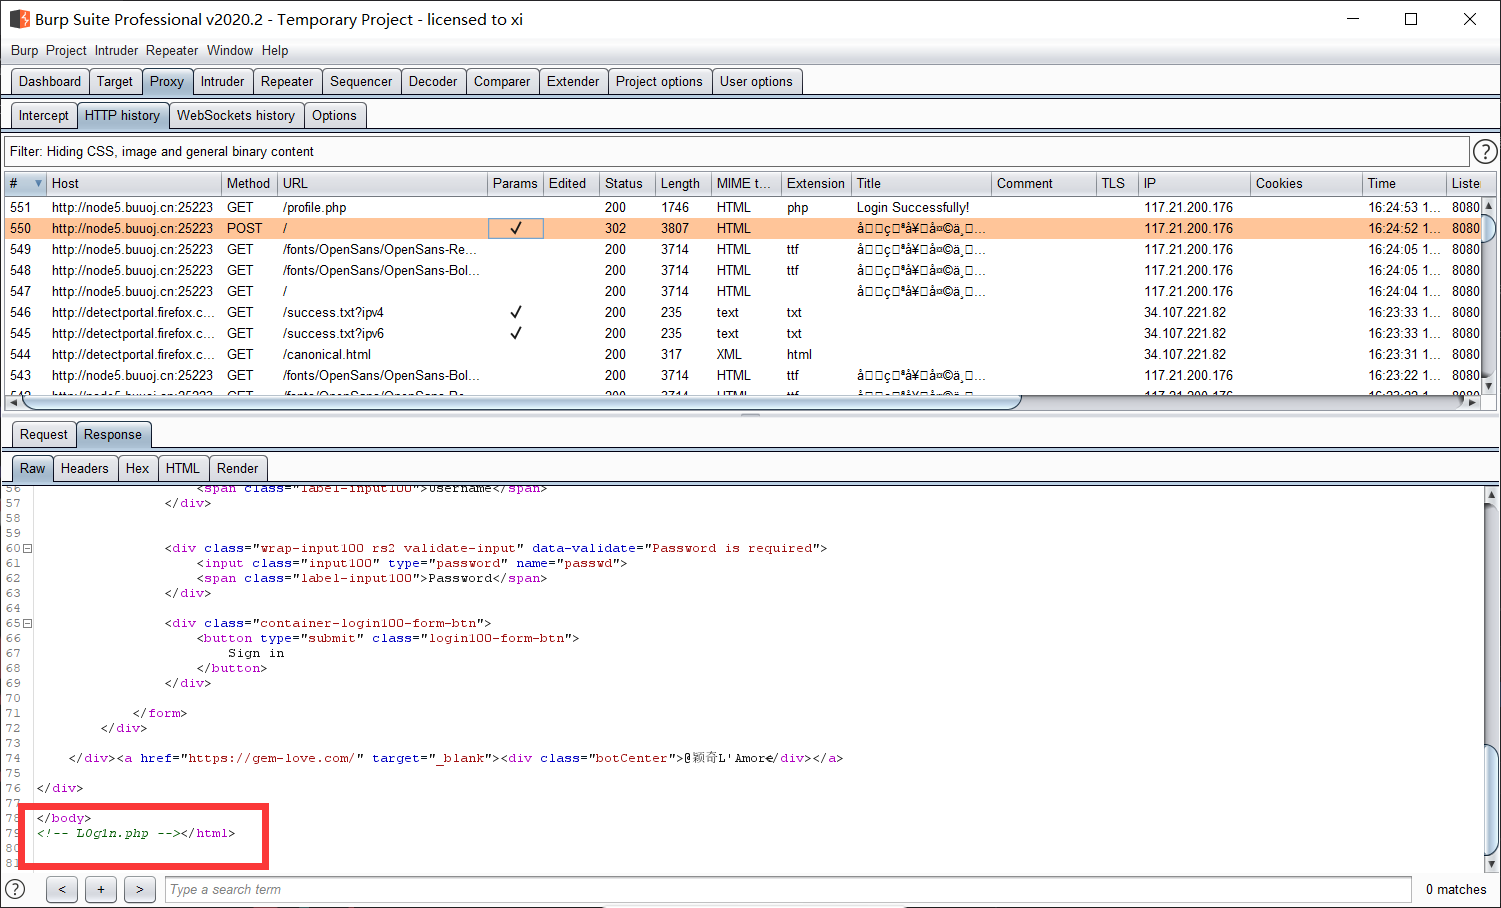 Burp Suite Professional v2020.2 - Temporary Project - licensed to xi
Burp Project Intruder Repeater Window Help
Dashboard Target Proxy Intruder Repeater Sequencer Decoder Comparer Extender Project options User options
Intercept HTTP history WebSockets history Options
Filter: Hiding CSS, image and general binary content
# Host Method URL Params Edited Status Length MIME t... Extension Title Comment TLS IP Cookies Time Liste
551 http://node5.buuoj.cn:25223 GET /profile.php 200 1746 HTML php Login Successfully! 117.21.200.176 16:24:53 1... 8080
550 http://node5.buuoj.cn:25223 POST / ✓ 302 3807 HTML 117.21.200.176 16:24:52 1... 8080
549 http://node5.buuoj.cn:25223 GET /fonts/OpenSans/OpenSans-Re... 200 3714 HTML ttf 117.21.200.176 16:24:05 1... 8080
548 http://node5.buuoj.cn:25223 GET /fonts/OpenSans/OpenSans-Bol... 200 3714 HTML ttf 117.21.200.176 16:24:05 1... 8080
547 http://node5.buuoj.cn:25223 GET / 200 3714 HTML 117.21.200.176 16:24:04 1... 8080
546 http://detectportal.firefox.c... GET /success.txt?ipv4 ✓ 200 235 text txt 34.107.221.82 16:23:33 1... 8080
545 http://detectportal.firefox.c... GET /success.txt?ipv6 ✓ 200 235 text txt 34.107.221.82 16:23:33 1... 8080
544 http://detectportal.firefox.c... GET /canonical.html 200 317 XML html 34.107.221.82 16:23:31 1... 8080
543 http://node5.buuoj.cn:25223 GET /fonts/OpenSans/OpenSans-Bol... 200 3714 HTML ttf 117.21.200.176 16:23:22 1... 8080
Request Response
Raw Headers Hex HTML Render
56 <span class="label-input100">Username</span>
57 </div>
58
59
60 <div class="wrap-input100 rs2 validate-input" data-validate="Password is required">
61 <input class="input100" type="password" name="passwd">
62 <span class="label-input100">Password</span>
63 </div>
64
65 <div class="container-login100-form-btn">
66 <button type="submit" class="login100-form-btn">
67 Sign in
68 </button>
69 </div>
70
71 </form>
72 </div>
73
74 </div><a href="https://gem-love.com/" target="_blank"><div class="botCenter">@颖奇L'Amore</div></a>
75
76 </div>
77
78 </body>
79 <!-- L0g1n.php --></html>
80
81
? < + > Type a search term 0 matches